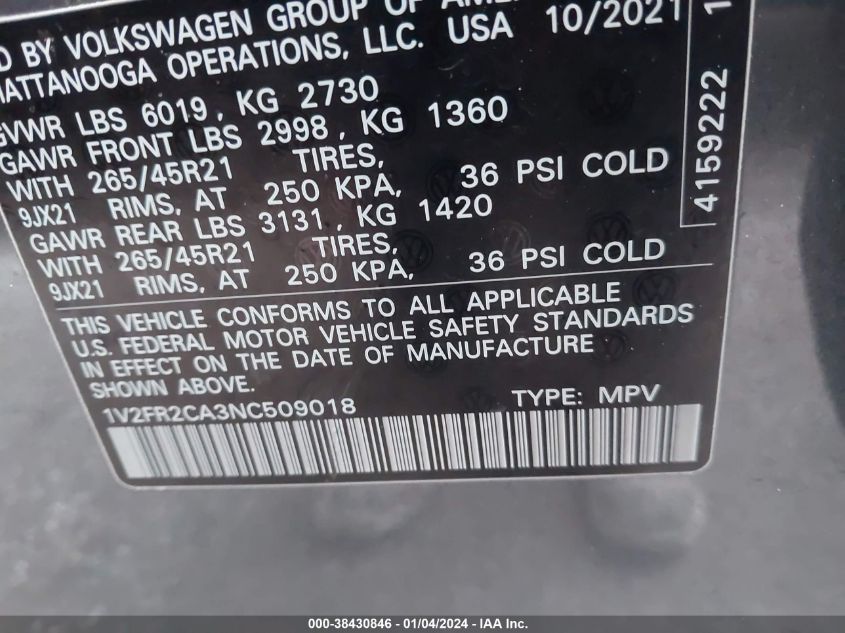 D BY VOLKSWAGEN GROUP OF AMER
HATTANOOGA OPERATIONS, LLC. USA 10/2021
GVWR LBS 6019, KG 2730
GAWR FRONT LBS 2998, KG 1360
WITH 265/45R21 TIRES,
9JX21 RIMS, AT 250 KPA, 36 PSI COLD
GAWR REAR LBS 3131, KG 1420
WITH 265/45R21 TIRES,
9JX21 RIMS, AT 250 KPA, 36 PSI COLD
THIS VEHICLE CONFORMS TO ALL APPLICABLE
U.S. FEDERAL MOTOR VEHICLE SAFETY STANDARDS
IN EFFECT ON THE DATE OF MANUFACTURE
SHOWN ABOVE.
1V2FR2CA3NC509018 TYPE: MPV
4159222
000-38430846 - 01/04/2024 - IAA Inc.